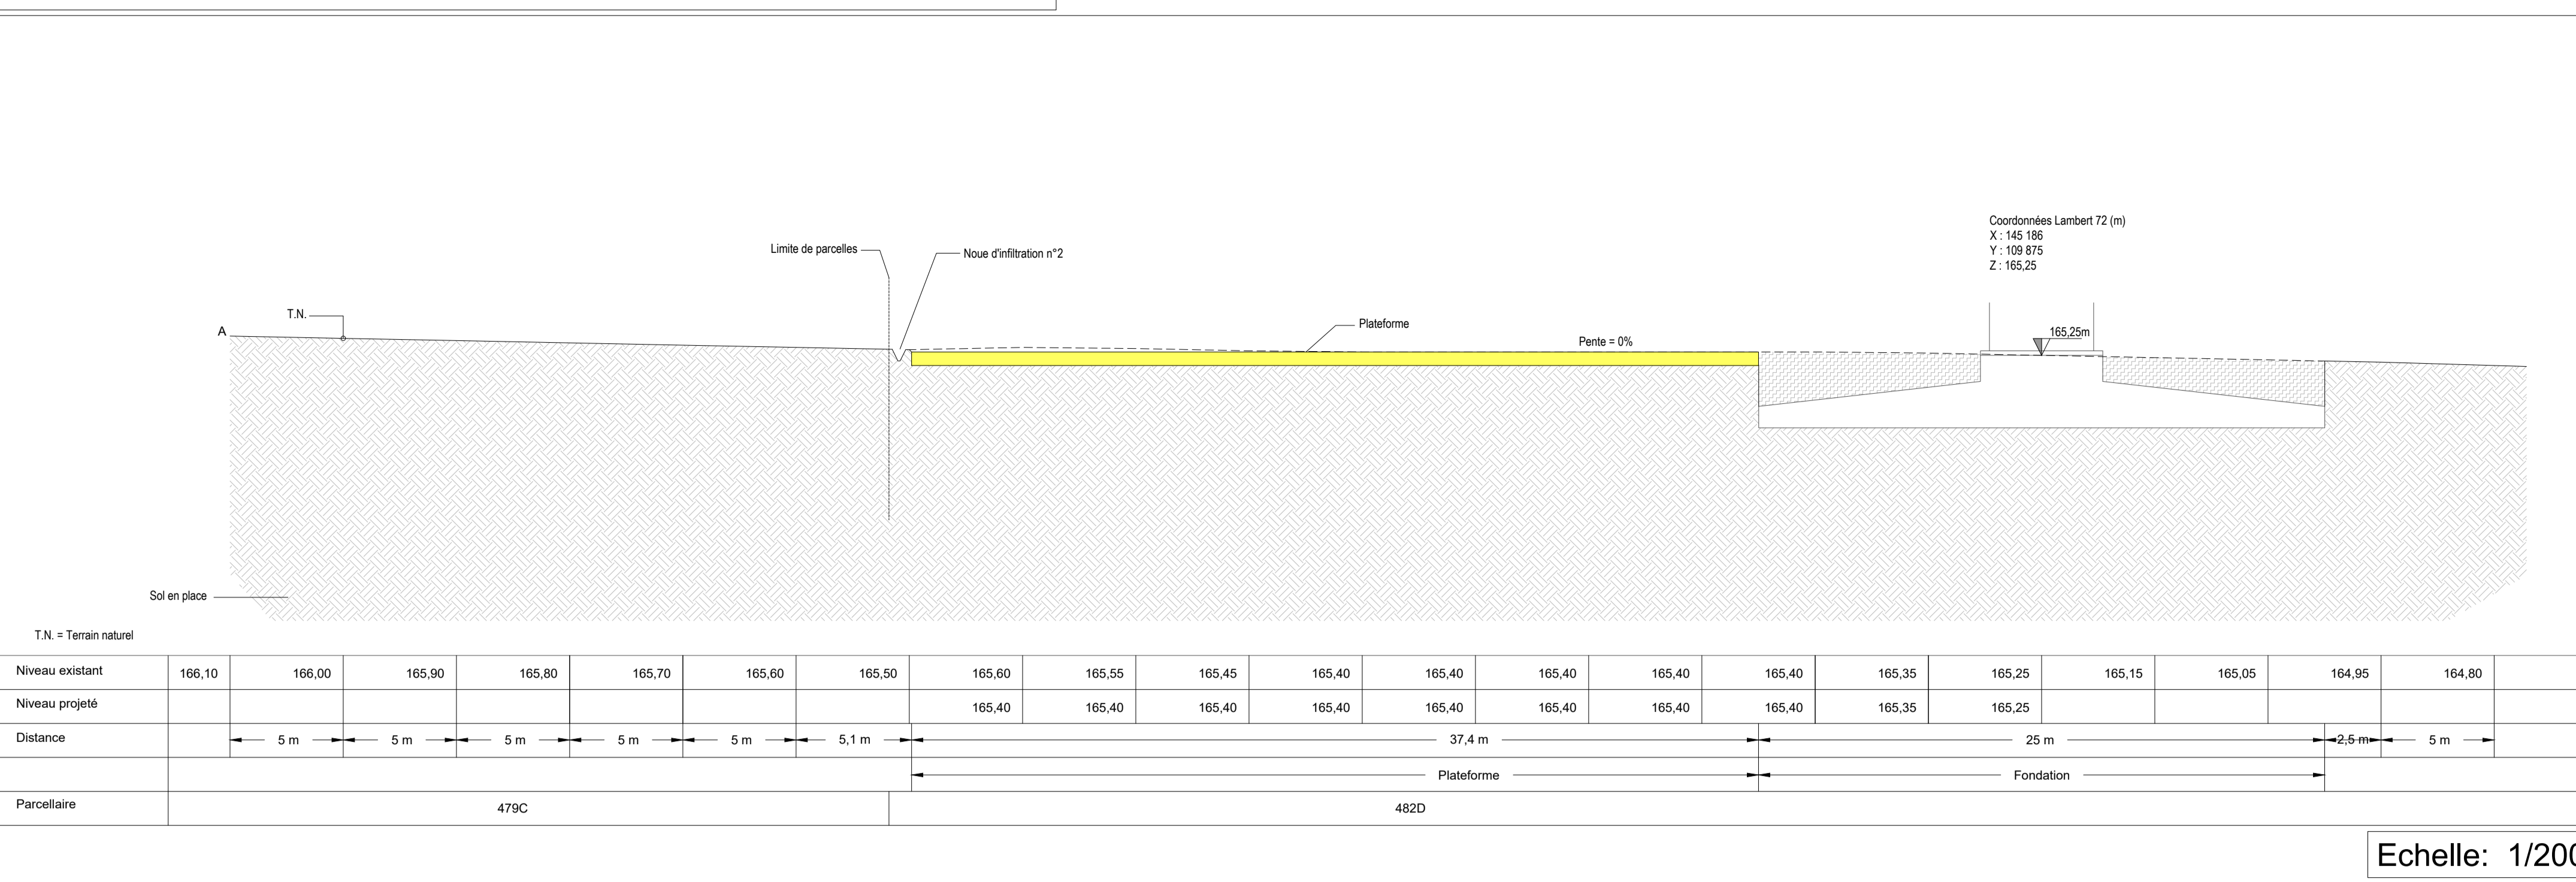 Coordonnées Lambert 72 (m)
X : 145 186
Y : 109 875
Z : 165,25
Limite de parcelles
Noue d'infiltration n°2
T.N.
A
Plateforme
Pente = 0%
165,25m
Sol en place
T.N. = Terrain naturel
Niveau existant 166,10 166,00 165,90 165,80 165,70 165,60 165,50 165,60 165,55 165,45 165,40 165,40 165,40 165,40 165,40 165,35 165,25 165,15 165,05 164,95 164,80
Niveau projeté 165,40 165,40 165,40 165,40 165,40 165,40 165,40 165,40 165,35 165,25
Distance 5 m 5 m 5 m 5 m 5 m 5,1 m 37,4 m 25 m 2,5 m 5 m
Plateforme Fondation
Parcellaire 479C 482D
Echelle: 1/200